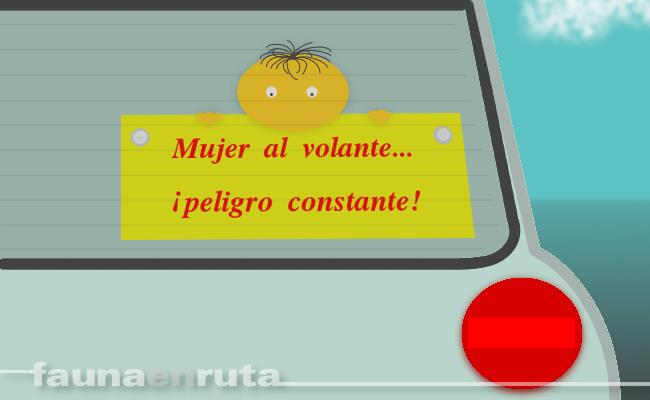 Mujer al volante...
¡peligro constante!
faunaenruta